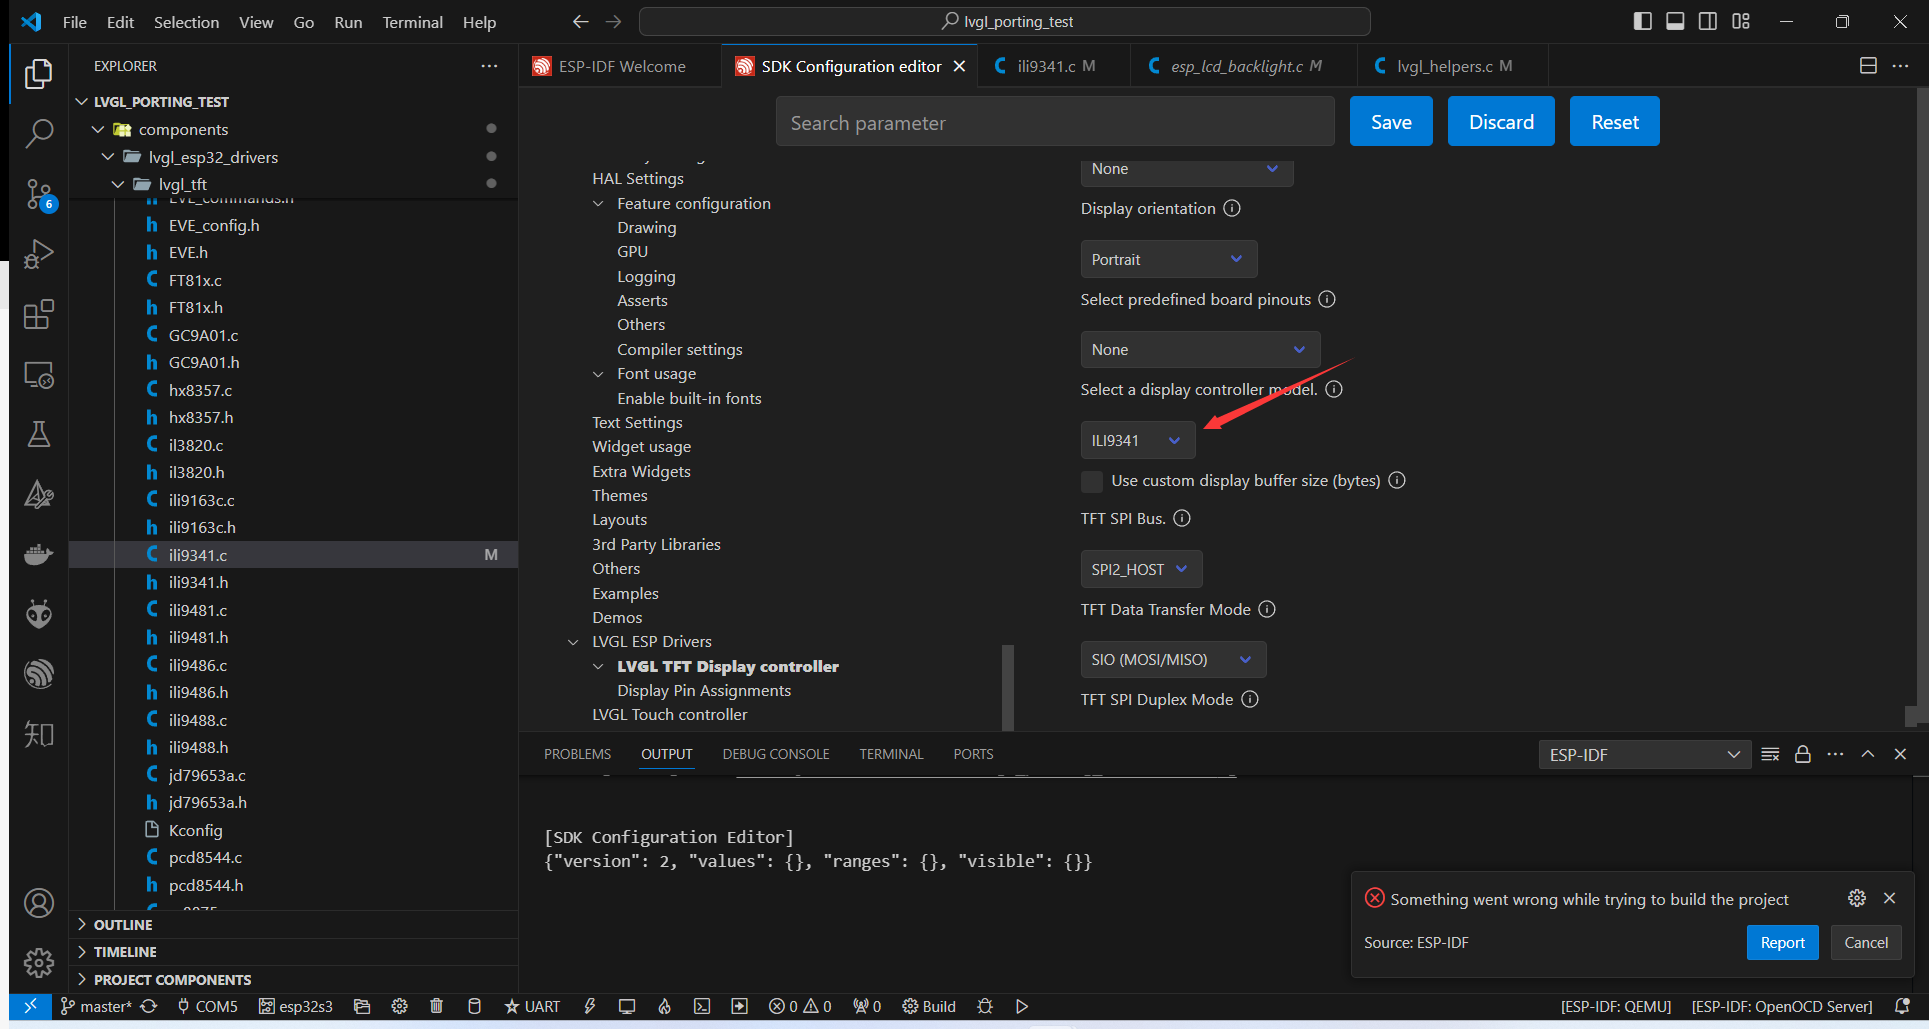 File Edit Selection View Go Run Terminal Help
lvgl_porting_test
EXPLORER
ESP-IDF Welcome
SDK Configuration editor
ili9341.c M
esp_lcd_backlight.c M
lvgl_helpers.c M
LVGL_PORTING_TEST
components
lvgl_esp32_drivers
lvgl_tft
EVE_commands.h
EVE_config.h
EVE.h
FT81x.c
FT81x.h
GC9A01.c
GC9A01.h
hx8357.c
hx8357.h
il3820.c
il3820.h
ili9163c.c
ili9163c.h
ili9341.c M
ili9341.h
ili9481.c
ili9481.h
ili9486.c
ili9486.h
ili9488.c
ili9488.h
jd79653a.c
jd79653a.h
Kconfig
pcd8544.c
pcd8544.h
OUTLINE
TIMELINE
PROJECT COMPONENTS
6
知
Search parameter
Save
Discard
Reset
HAL Settings
Feature configuration
Drawing
GPU
Logging
Asserts
Others
Compiler settings
Font usage
Enable built-in fonts
Text Settings
Widget usage
Extra Widgets
Themes
Layouts
3rd Party Libraries
Others
Examples
Demos
LVGL ESP Drivers
LVGL TFT Display controller
Display Pin Assignments
LVGL Touch controller
None
Display orientation
Portrait
Select predefined board pinouts
None
Select a display controller model.
ILI9341
Use custom display buffer size (bytes)
TFT SPI Bus.
SPI2_HOST
TFT Data Transfer Mode
SIO (MOSI/MISO)
TFT SPI Duplex Mode
PROBLEMS OUTPUT DEBUG CONSOLE TERMINAL PORTS
ESP-IDF
[SDK Configuration Editor]
{"version": 2, "values": {}, "ranges": {}, "visible": {}}
Something went wrong while trying to build the project
Source: ESP-IDF
Report
Cancel
master* COM5 esp32s3 UART 0 0 0 Build [ESP-IDF: QEMU] [ESP-IDF: OpenOCD Server]